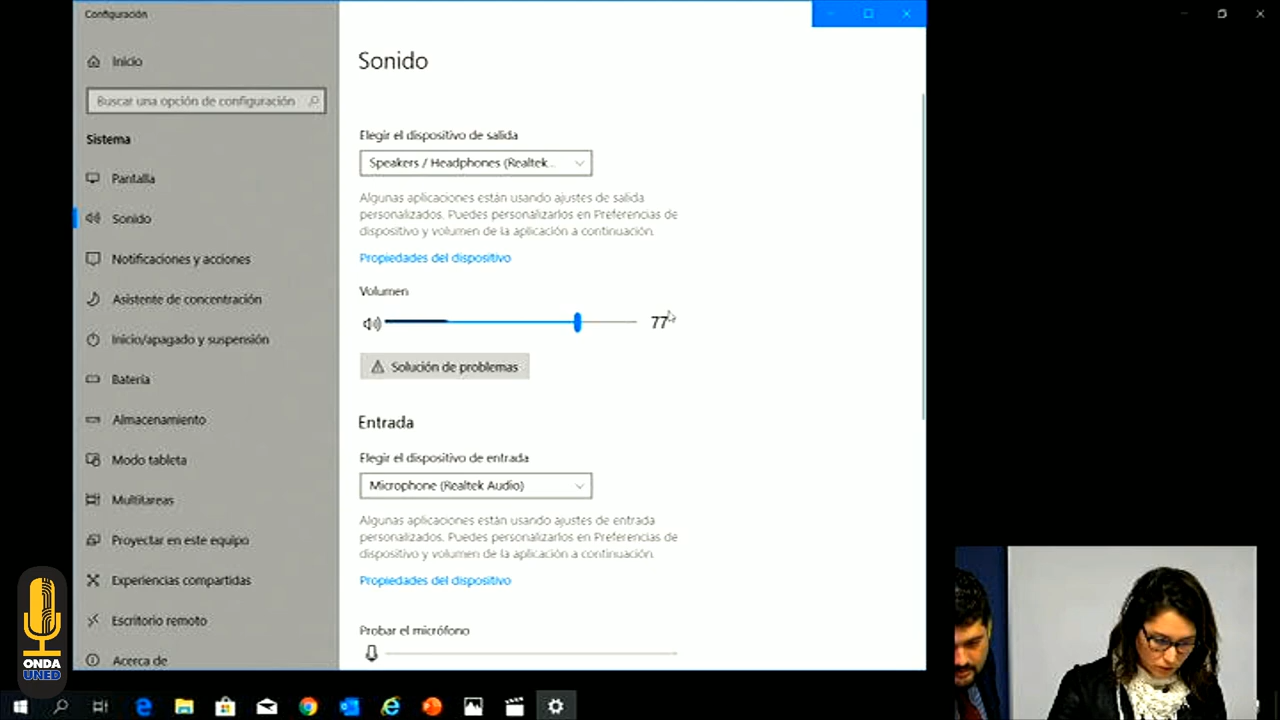 Configuración
Inicio
Buscar una opción de configuración
Sistema
Pantalla
Sonido
Notificaciones y acciones
Asistente de concentración
Inicio/apagado y suspensión
Batería
Almacenamiento
Modo tableta
Multitareas
Proyectar en este equipo
Experiencias compartidas
Escritorio remoto
Acerca de
Sonido
Elegir el dispositivo de salida
Speakers / Headphones (Realtek...
Algunas aplicaciones están usando ajustes de salida
personalizados. Puedes personalizarlos en Preferencias de
dispositivo y volumen de la aplicación a continuación.
Propiedades del dispositivo
Volumen
77
Solución de problemas
Entrada
Elegir el dispositivo de entrada
Microphone (Realtek Audio)
Algunas aplicaciones están usando ajustes de entrada
personalizados. Puedes personalizarlos en Preferencias de
dispositivo y volumen de la aplicación a continuación.
Propiedades del dispositivo
Probar el micrófono
ONDA
UNED